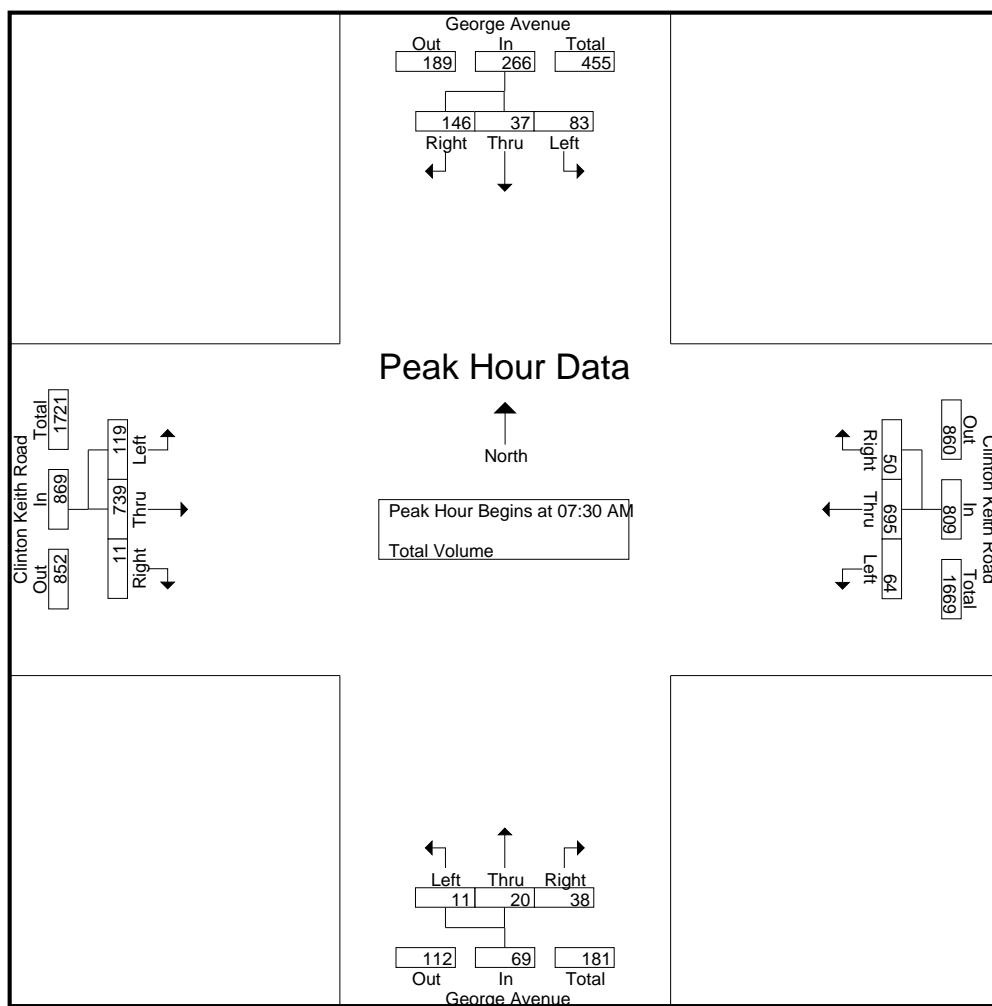 George Avenue
Out In Total
189 266 455
146 37 83
Right Thru Left
Peak Hour Data
North
Peak Hour Begins at 07:30 AM
Total Volume
Clinton Keith Road
Out In Total
852 869 1721
11 739 119
Right Thru Left
Clinton Keith Road
Out In Total
860 809 1669
50 695 64
Right Thru Left
Left Thru Right
11 20 38
112 69 181
Out In Total
George Avenue